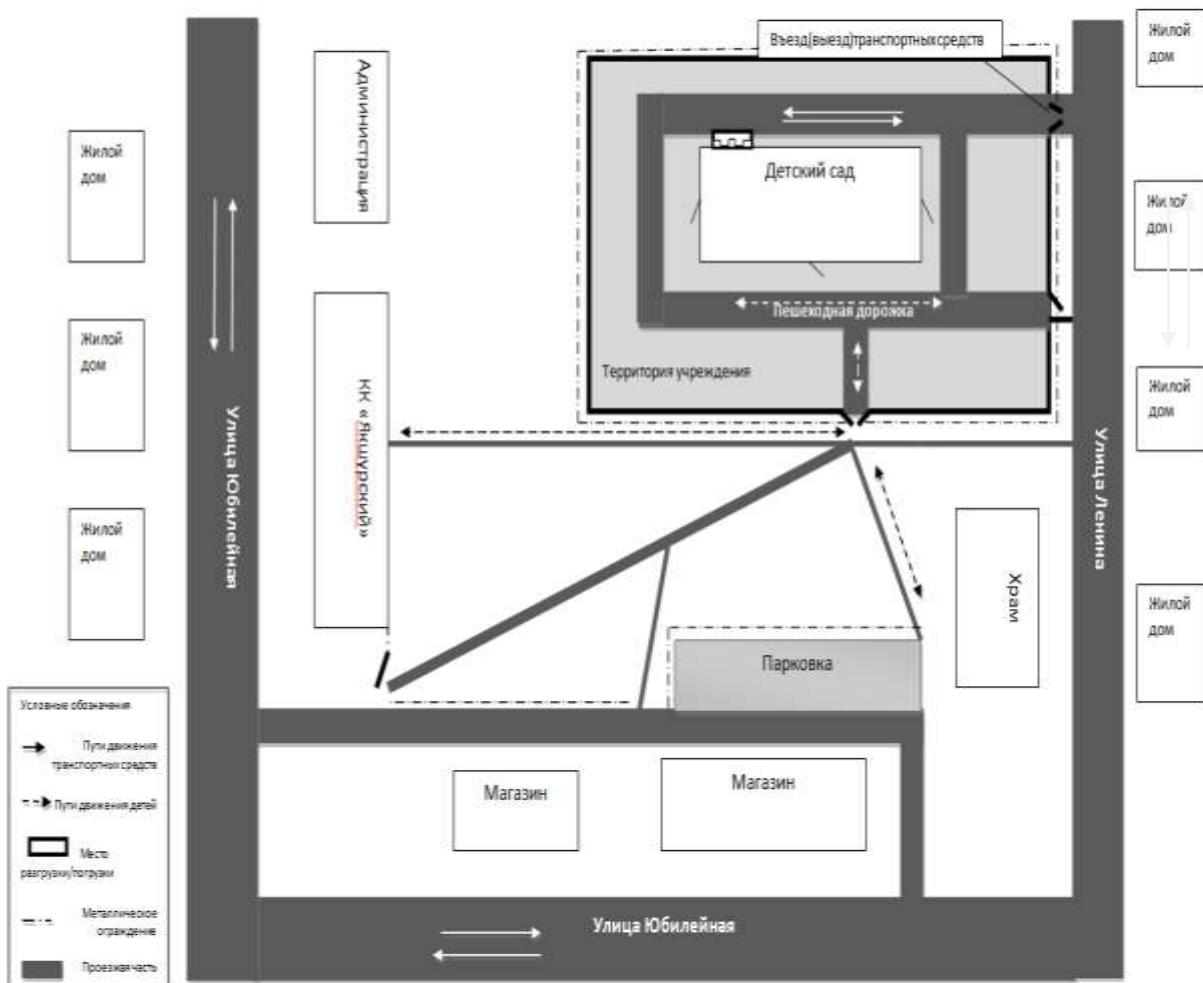 Въезд(выезд)транспортных средств
Жилой
дом
Администрация
Жилой
дом
Детский сад
Жилой
дом
Пешеходная дорожка
Территория учреждения
Жилой
дом
Жилой
дом
КК «Якшурский»
Улица Юбилейная
Улица Ленина
Жилой
дом
Храм
Жилой
дом
Парковка
Условные обозначения
Пути движения
транспортных средств
Пути движения детей
Место
разгрузки/погрузки
Металлическое
ограждение
Проезжая часть
Магазин
Магазин
Улица Юбилейная